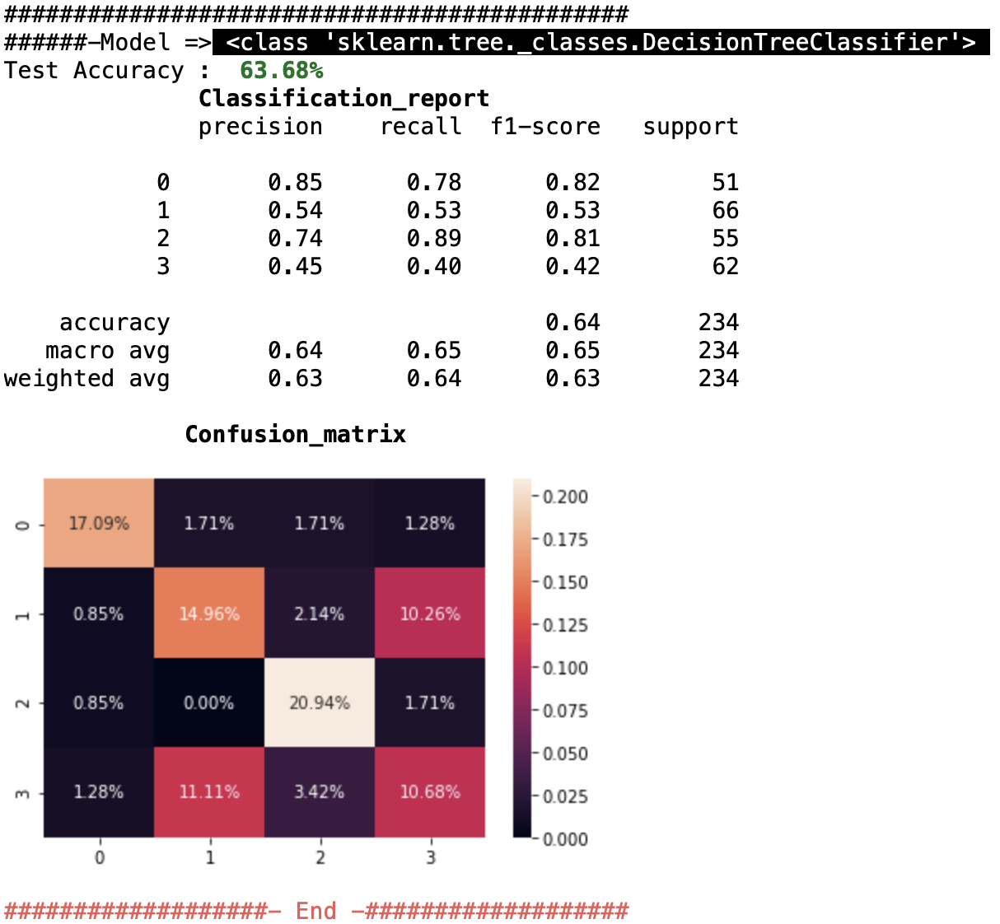 #############################################
######-Model => <class 'sklearn.tree._classes.DecisionTreeClassifier'>
Test Accuracy :  63.68%
Classification_report
precision    recall  f1-score   support
0       0.85      0.78      0.82        51
1       0.54      0.53      0.53        66
2       0.74      0.89      0.81        55
3       0.45      0.40      0.42        62
accuracy                           0.64       234
macro avg       0.64      0.65      0.65       234
weighted avg       0.63      0.64      0.63       234
Confusion_matrix
0 17.09% 1.71% 1.71% 1.28%
1 0.85% 14.96% 2.14% 10.26%
2 0.85% 0.00% 20.94% 1.71%
3 1.28% 11.11% 3.42% 10.68%
0 1 2 3
0.200
0.175
0.150
0.125
0.100
0.075
0.050
0.025
0.000
###################- End -###################